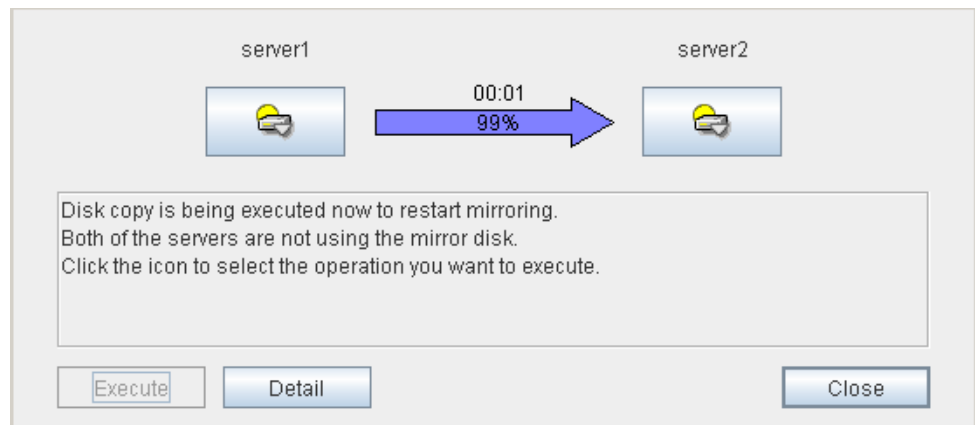 server1
server2
00:01
99%
Disk copy is being executed now to restart mirroring.
Both of the servers are not using the mirror disk.
Click the icon to select the operation you want to execute.
Execute
Detail
Close